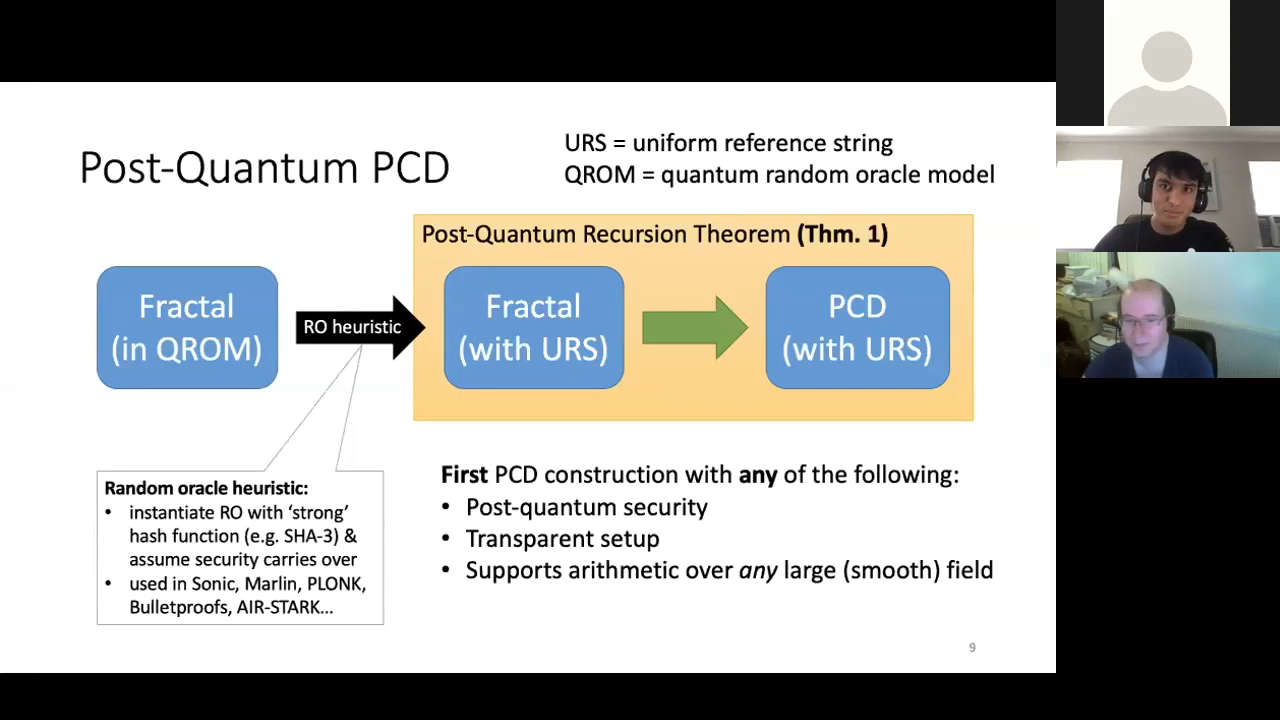 Post-Quantum PCD
URS = uniform reference string
QROM = quantum random oracle model
Post-Quantum Recursion Theorem (Thm. 1)
Fractal
(in QROM)
RO heuristic
Fractal
(with URS)
PCD
(with URS)
Random oracle heuristic:
• instantiate RO with ‘strong’
hash function (e.g. SHA-3) &
assume security carries over
• used in Sonic, Marlin, PLONK,
Bulletproofs, AIR-STARK...
First PCD construction with any of the following:
• Post-quantum security
• Transparent setup
• Supports arithmetic over any large (smooth) field
9